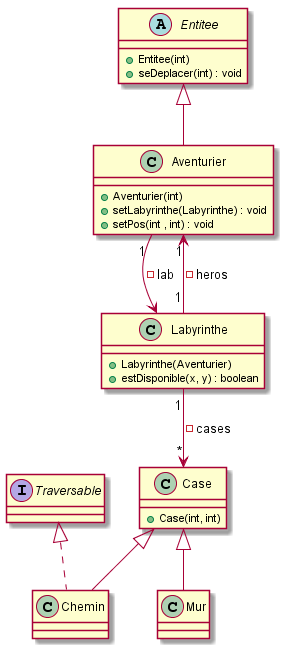 A Entitee
Entitee(int)
seDeplacer(int) : void
C Aventurier
Aventurier(int)
setLabyrinthe(Labyrinthe) : void
setPos(int , int) : void
1 1
lab heros
1
C Labyrinthe
Labyrinthe(Aventurier)
estDisponible(x, y) : boolean
1
cases
*
I Traversable
C Case
Case(int, int)
C Chemin
C Mur